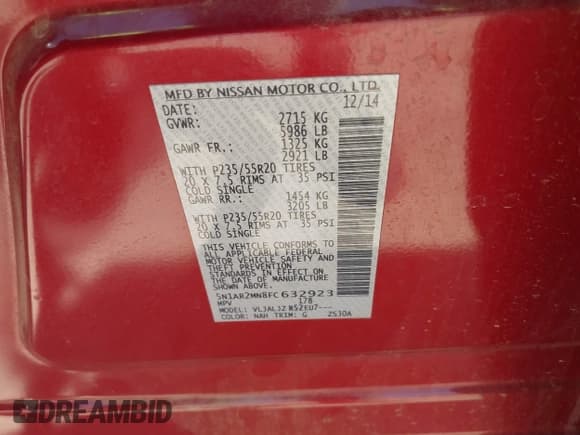 MFD BY NISSAN MOTOR CO., LTD.
DATE: 12/14
GVWR: 2715 KG
5986 LB
GAWR FR.: 1325 KG
2921 LB
WITH P235/55R20 TIRES
20 X 7.5 RIMS AT 35 PSI
COLD SINGLE
GAWR RR.: 1454 KG
3205 LB
WITH P235/55R20 TIRES
20 X 7.5 RIMS AT 35 PSI
COLD SINGLE
THIS VEHICLE CONFORMS TO
ALL APPLICABLE FEDERAL
MOTOR VEHICLE SAFETY AND
THEFT PREVENTION
STANDARDS IN EFFECT ON
THE DATE OF MANUFACTURE
SHOWN ABOVE.
5N1AR2MN8FC632923
MPV 178
MODEL:
COLOR: NAH TRIM: G 2530A
DREAMBID